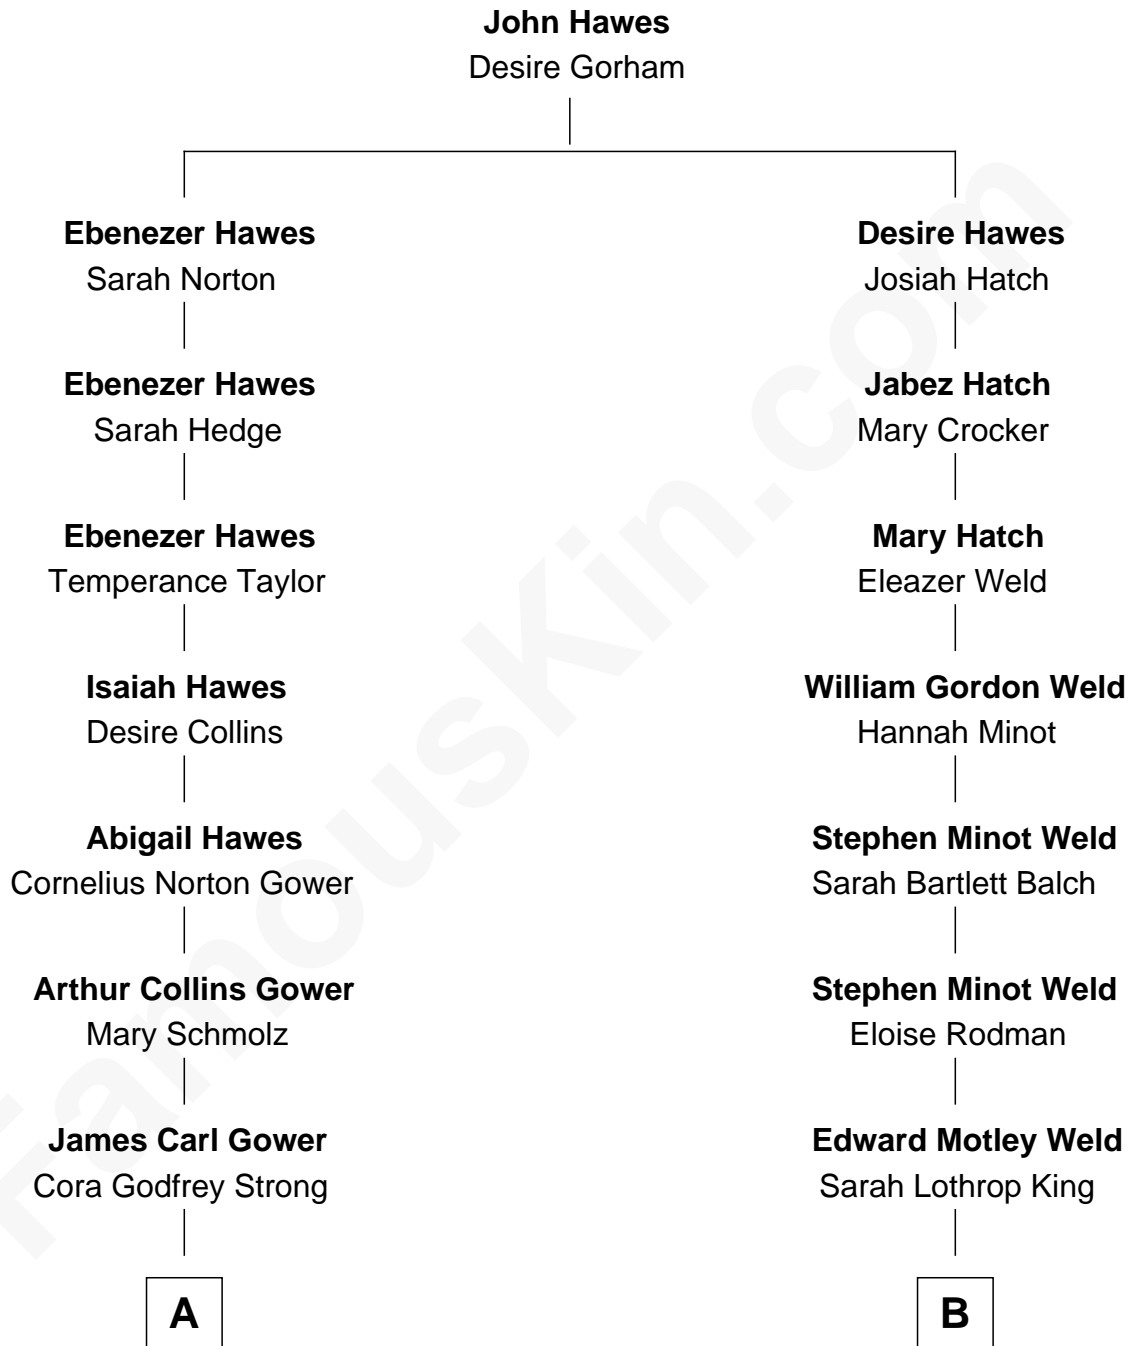 John Hawes
Desire Gorham
Ebenezer Hawes
Sarah Norton
Desire Hawes
Josiah Hatch
Ebenezer Hawes
Sarah Hedge
Jabez Hatch
Mary Crocker
Ebenezer Hawes
Temperance Taylor
Mary Hatch
Eleazer Weld
Isaiah Hawes
Desire Collins
William Gordon Weld
Hannah Minot
Abigail Hawes
Cornelius Norton Gower
Stephen Minot Weld
Sarah Bartlett Balch
Arthur Collins Gower
Mary Schmolz
Stephen Minot Weld
Eloise Rodman
James Carl Gower
Cora Godfrey Strong
Edward Motley Weld
Sarah Lothrop King
A
B
FamousKin.com